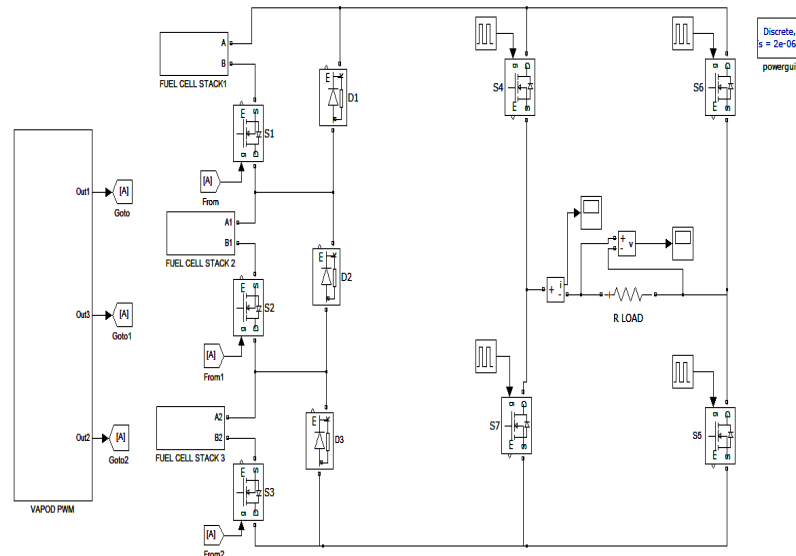 Discrete,
s = 2e-06
powergui
A
B
FUEL CELL STACK1
E
D1
S4
S6
S1
[A]
From
Out1
[A]
Goto
A1
B1
FUEL CELL STACK 2
E
D2
i
+
-
+
-
v
+
R LOAD
S2
[A]
From1
Out3
[A]
Goto1
A2
B2
FUEL CELL STACK 3
E
D3
S7
S5
S3
[A]
From2
Out2
[A]
Goto2
VAPOD PWM